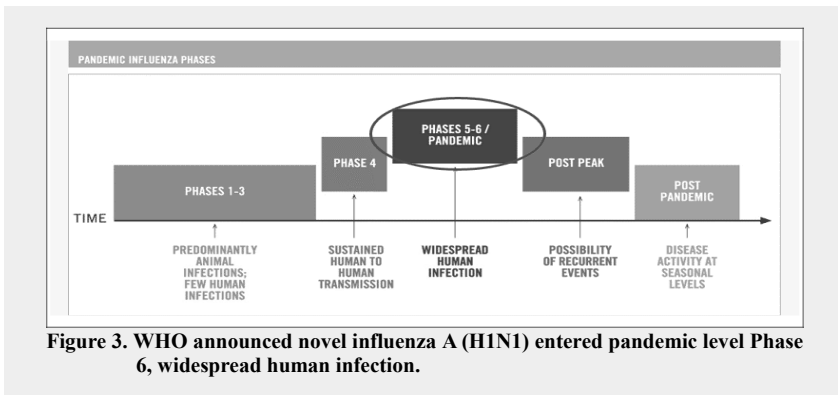 PANDEMIC INFLUENZA PHASES
PHASES 5-6 /
PANDEMIC
PHASE 4
POST PEAK
PHASES 1-3
POST
PANDEMIC
TIME
PREDOMINANTLY
ANIMAL
INFECTIONS;
FEW HUMAN
INFECTIONS
SUSTAINED
HUMAN TO
HUMAN
TRANSMISSION
WIDESPREAD
HUMAN
INFECTION
POSSIBILITY
OF RECURRENT
EVENTS
DISEASE
ACTIVITY AT
SEASONAL
LEVELS
Figure 3. WHO announced novel influenza A (H1N1) entered pandemic level Phase
6, widespread human infection.